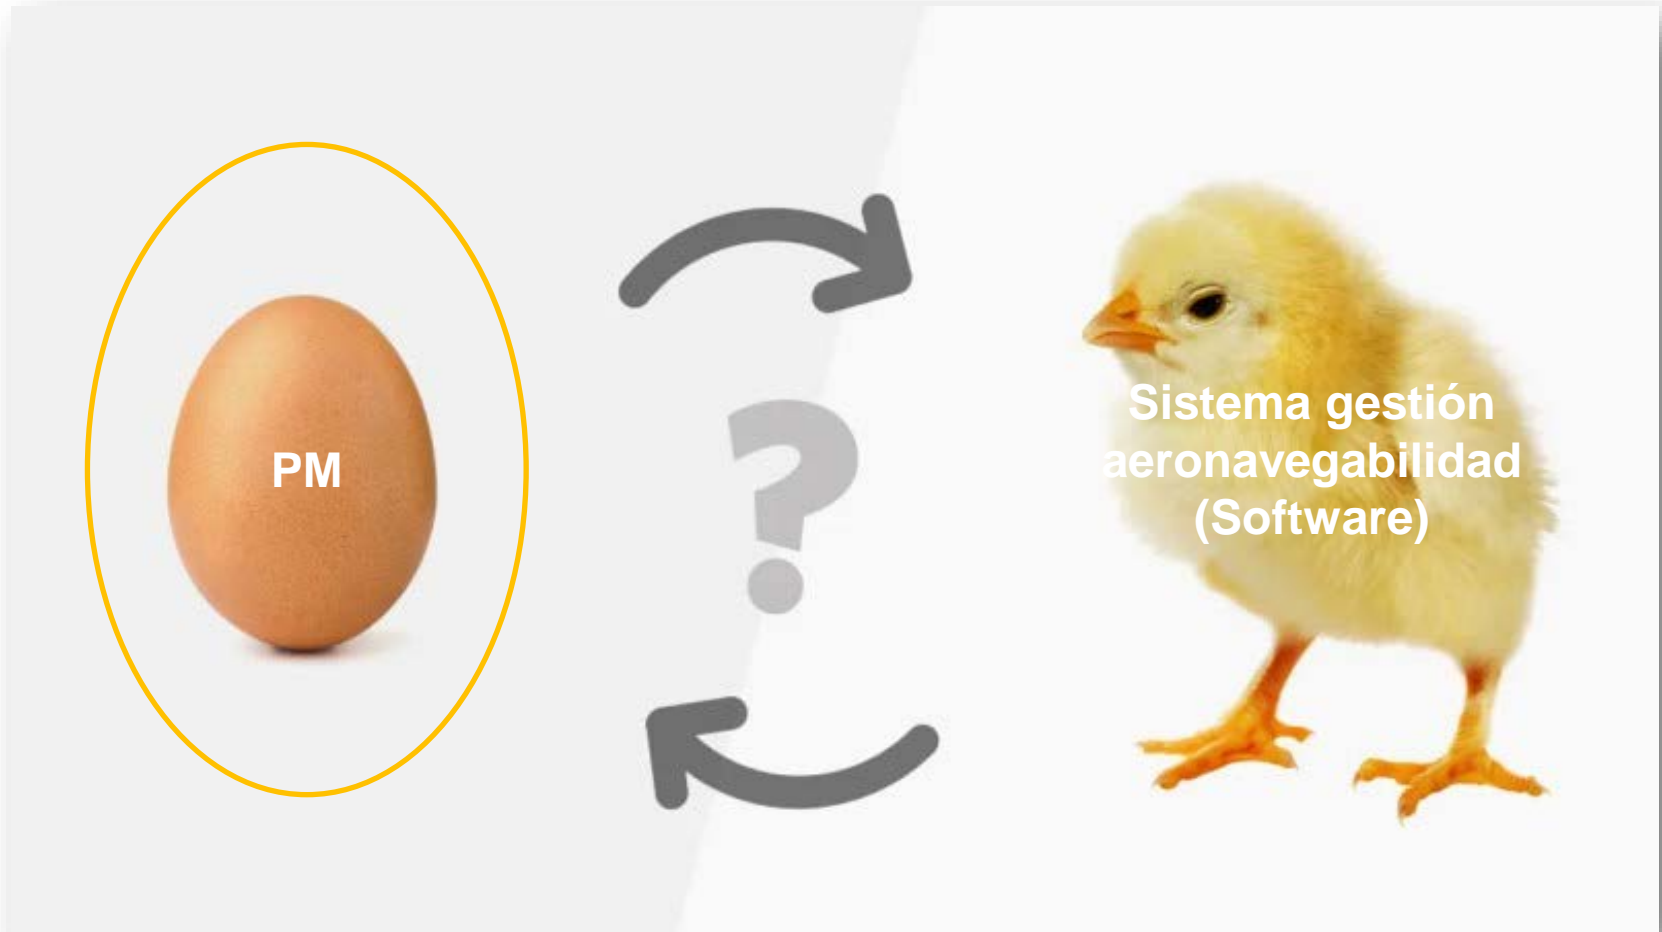 PM
?
Sistema gestión
aeronavegabilidad
(Software)